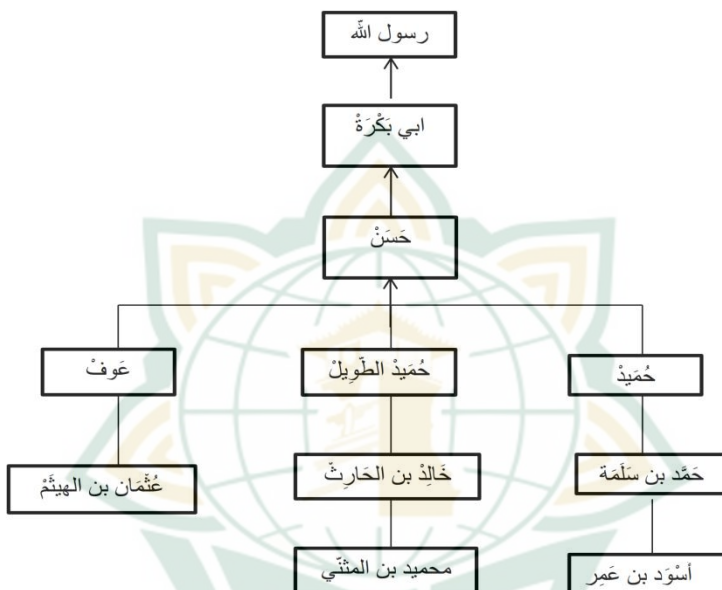 رسول الله
ابي بَكْرَةْ
حَسَنْ
حُمَيدْ
حُمَيدْ الطّوِيلْ
عَوفْ
حَمَّد بن سَلَمَة
خَالِدْ بن الحَارِثّ
عُثّمَان بن الهيثَمْ
أسْوَد بن عَمِر
محميد بن المثنّي